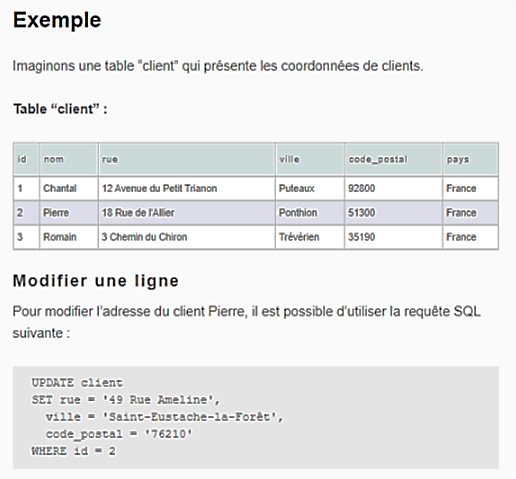 Exemple
Imaginons une table "client" qui présente les coordonnées de clients.
Table “client” :
id nom rue ville code_postal pays
1 Chantal 12 Avenue du Petit Trianon Puteaux 92800 France
2 Pierre 18 Rue de l'Allier Ponthion 51300 France
3 Romain 3 Chemin du Chiron Trévérien 35190 France
Modifier une ligne
Pour modifier l’adresse du client Pierre, il est possible d’utiliser la requête SQL
suivante :
UPDATE client
SET rue = '49 Rue Ameline',
ville = 'Saint-Eustache-la-Forêt',
code_postal = '76210'
WHERE id = 2